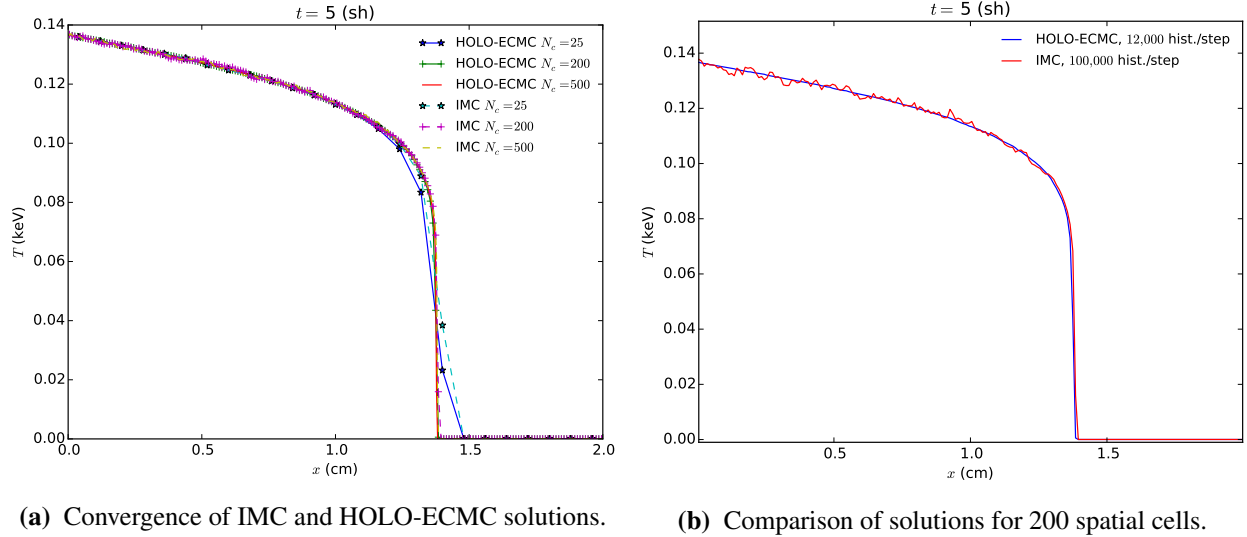 t = 5 (sh)
0.14
0.12
0.10
0.08
0.06
0.04
0.02
0.00
T (keV)
HOLO-ECMC N_c =25
HOLO-ECMC N_c =200
HOLO-ECMC N_c =500
IMC N_c =25
IMC N_c =200
IMC N_c =500
0.0 0.5 1.0 1.5 2.0
x (cm)
(a) Convergence of IMC and HOLO-ECMC solutions.
t = 5 (sh)
0.14
0.12
0.10
0.08
0.06
0.04
0.02
0.00
T (keV)
HOLO-ECMC, 12,000 hist./step
IMC, 100,000 hist./step
0.5 1.0 1.5
x (cm)
(b) Comparison of solutions for 200 spatial cells.